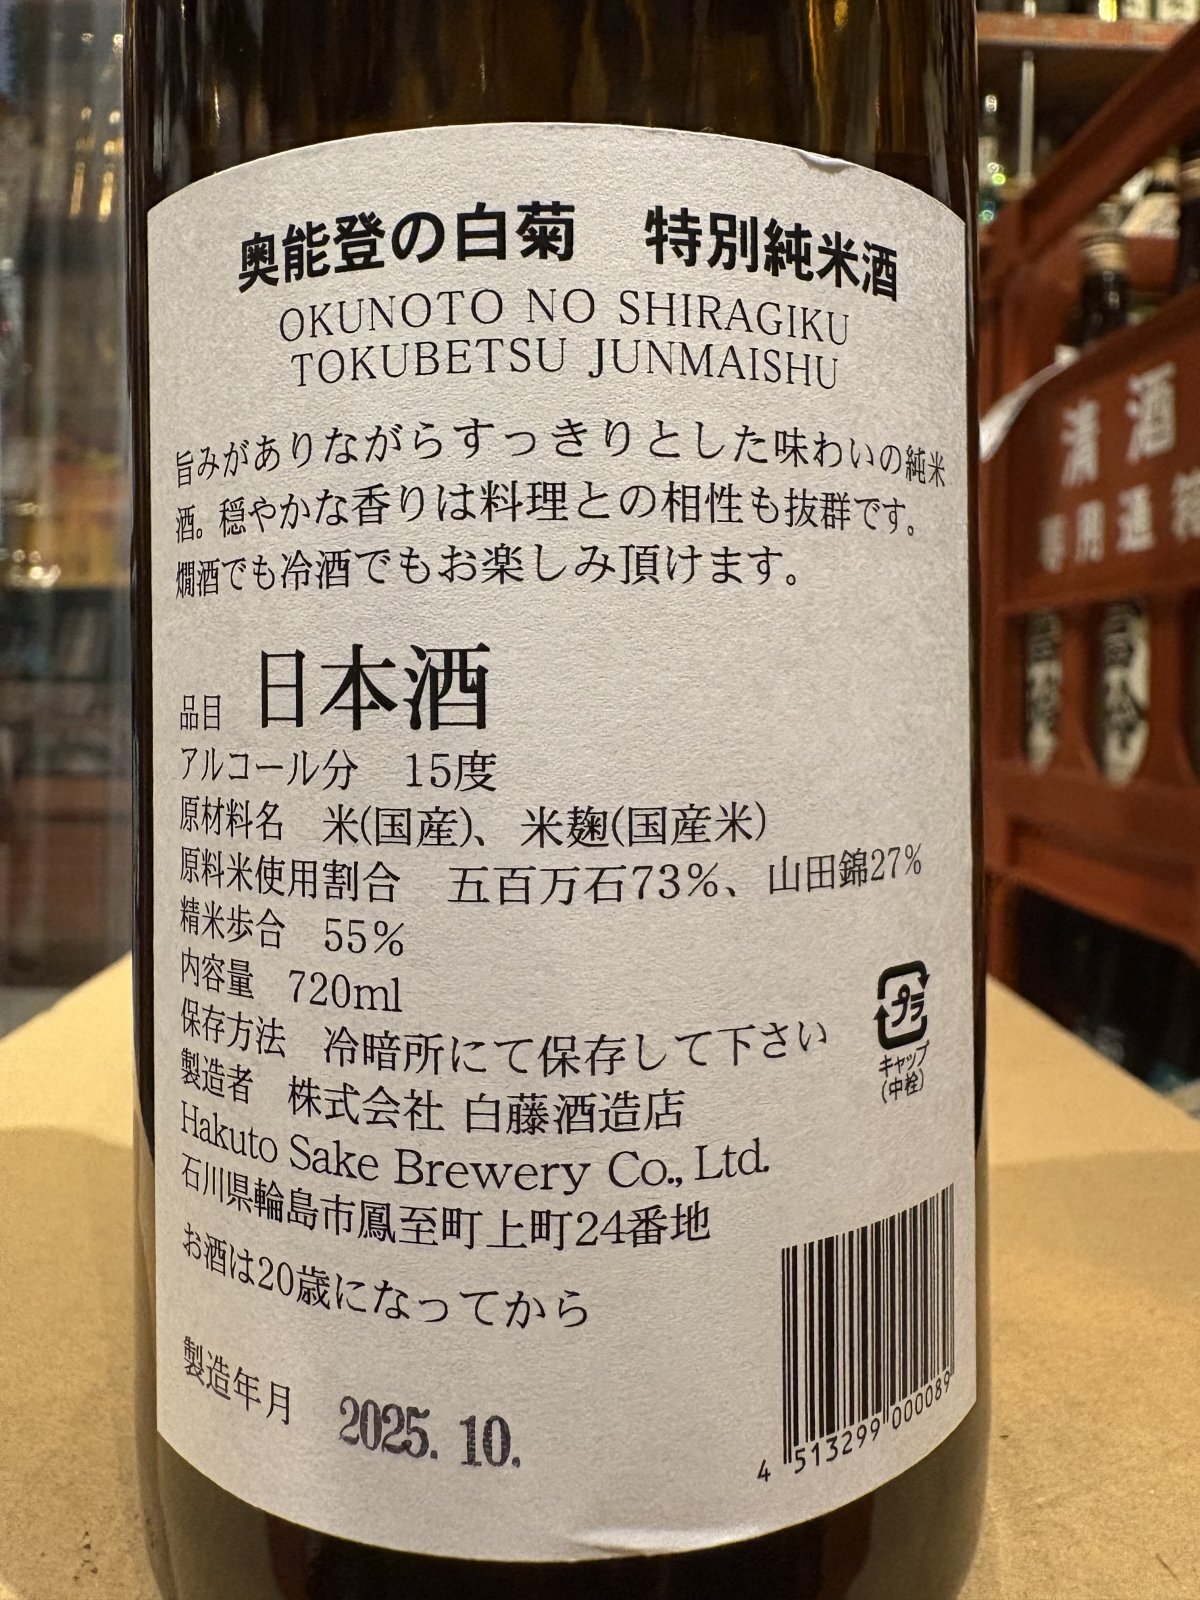 奥能登の白菊　特別純米酒
OKUNOTO NO SHIRAGIKU
TOKUBETSU JUNMAISHU
旨みがありながらすっきりとした味わいの純米
酒。穏やかな香りは料理との相性も抜群です。
燗酒でも冷酒でもお楽しみ頂けます。
品目　日本酒
アルコール分　15度
原材料名　米(国産)、米麹(国産米)
原料米使用割合　五百万石73%、山田錦27%
精米歩合　55%
内容量　720ml
保存方法　冷暗所にて保存して下さい
製造者　株式会社 白藤酒造店
Hakuto Sake Brewery Co., Ltd.
石川県輪島市鳳至町上町24番地
お酒は20歳になってから
製造年月　2025. 10.
プラ
キャップ
(中栓)
4 513299 000089
清酒
専用通箱